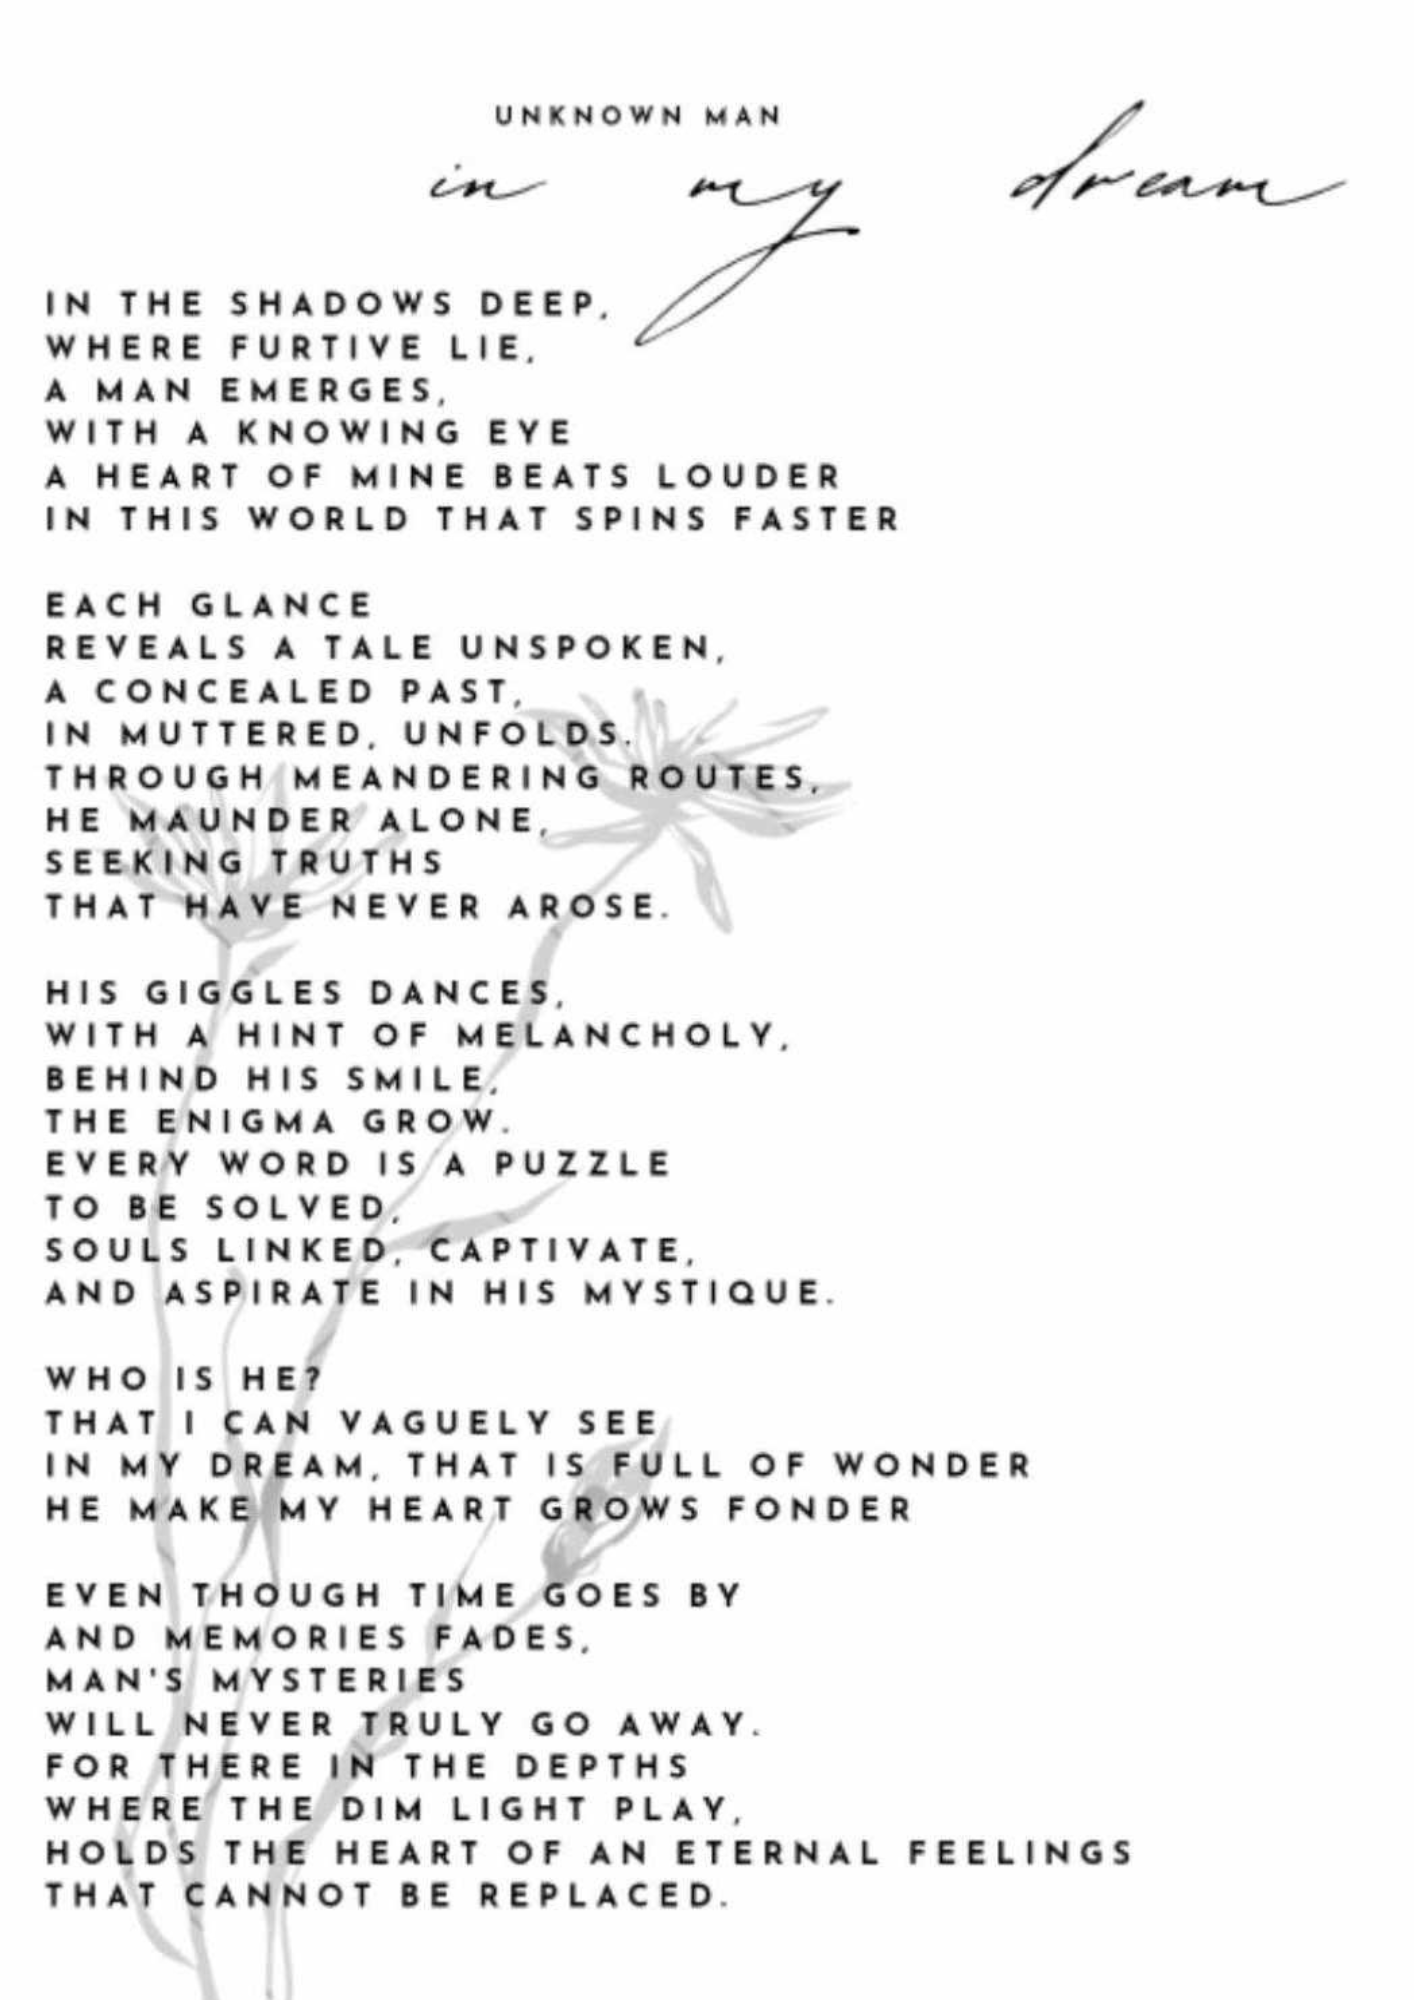 UNKNOWN MAN
in my dream
IN THE SHADOWS DEEP,
WHERE FURTIVE LIE,
A MAN EMERGES,
WITH A KNOWING EYE
A HEART OF MINE BEATS LOUDER
IN THIS WORLD THAT SPINS FASTER
EACH GLANCE
REVEALS A TALE UNSPOKEN,
A CONCEALED PAST,
IN MUTTERED, UNFOLDS.
THROUGH MEANDERING ROUTES,
HE MAUNDER ALONE,
SEEKING TRUTHS
THAT HAVE NEVER AROSE.
HIS GIGGLES DANCES,
WITH A HINT OF MELANCHOLY,
BEHIND HIS SMILE,
THE ENIGMA GROW.
EVERY WORD IS A PUZZLE
TO BE SOLVED,
SOULS LINKED, CAPTIVATE,
AND ASPIRATE IN HIS MYSTIQUE.
WHO IS HE?
THAT I CAN VAGUELY SEE
IN MY DREAM, THAT IS FULL OF WONDER
HE MAKE MY HEART GROWS FONDER
EVEN THOUGH TIME GOES BY
AND MEMORIES FADES,
MAN'S MYSTERIES
WILL NEVER TRULY GO AWAY.
FOR THERE IN THE DEPTHS
WHERE THE DIM LIGHT PLAY,
HOLDS THE HEART OF AN ETERNAL FEELINGS
THAT CANNOT BE REPLACED.